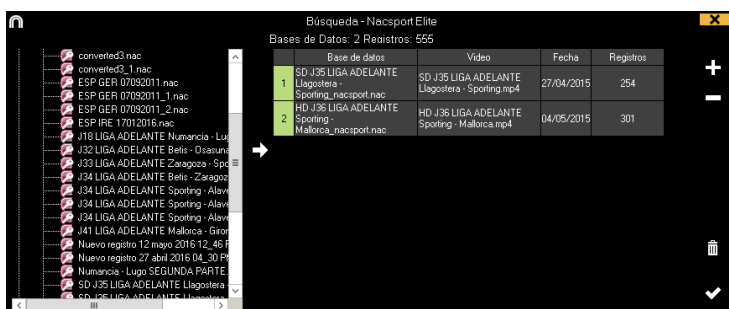 Búsqueda - Nacsport Elite
Bases de Datos: 2 Registros: 555
converted3.nac
converted3_1.nac
ESP GER 07092011.nac
ESP GER 07092011_1.nac
ESP GER 07092011_2.nac
ESP IRE 17012016.nac
J18 LIGA ADELANTE Numancia - Lug
J32 LIGA ADELANTE Betis - Osasuna
J33 LIGA ADELANTE Zaragoza - Spo
J34 LIGA ADELANTE Betis - Zaragoz
J34 LIGA ADELANTE Sporting - Alave
J34 LIGA ADELANTE Sporting - Alave
J34 LIGA ADELANTE Sporting - Alave
J41 LIGA ADELANTE Mallorca - Giror
Nuevo registro 12 mayo 2016 12_46 P
Nuevo registro 27 abril 2016 04_30 PM
Numancia - Lugo SEGUNDA PARTE.
SD J35 LIGA ADELANTE Llagostera -
SD J35 LIGA ADELANTE Llagostera
Base de datos Video Fecha Registros
1 SD J35 LIGA ADELANTE
Llagostera -
Sporting_nacsport.nac
SD J35 LIGA ADELANTE
Llagostera - Sporting.mp4
27/04/2015 254
2 HD J36 LIGA ADELANTE
Sporting -
Mallorca_nacsport.nac
HD J36 LIGA ADELANTE
Sporting - Mallorca.mp4
04/05/2015 301